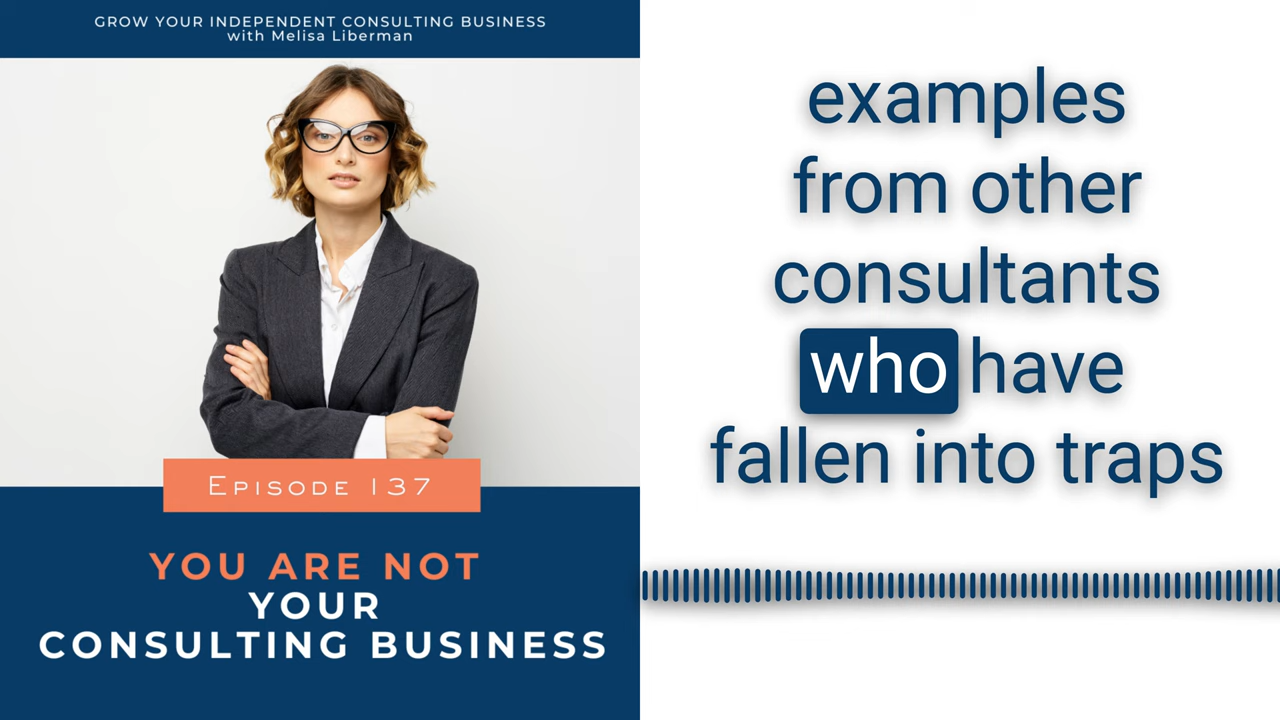 GROW YOUR INDEPENDENT CONSULTING BUSINESS
with Melisa Liberman
EPISODE 137
YOU ARE NOT
YOUR
CONSULTING BUSINESS
examples
from other
consultants
who have
fallen into traps